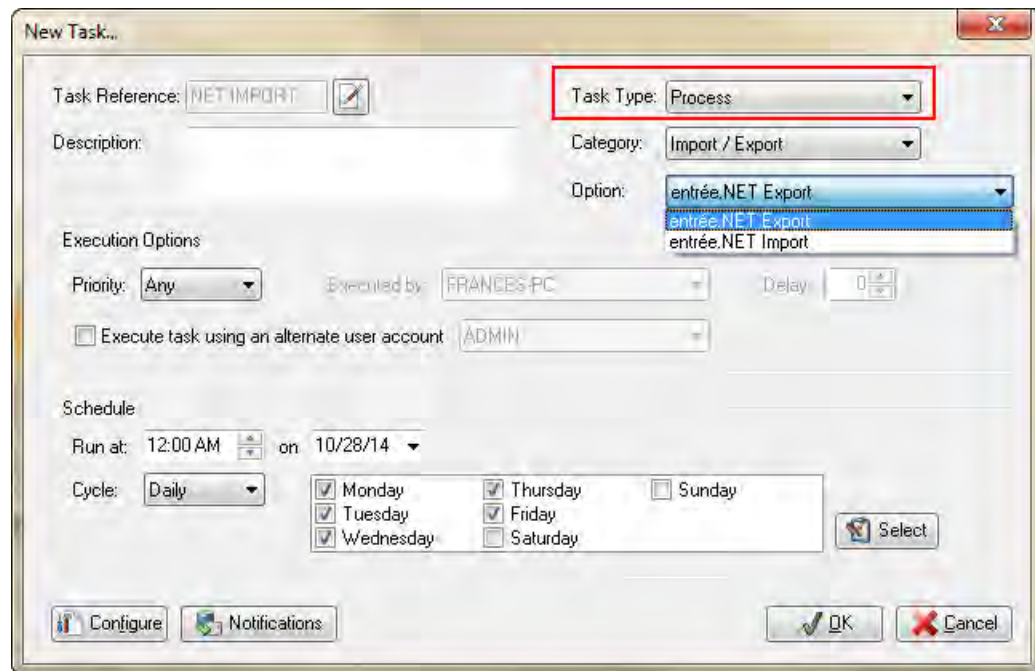 New Task...
Task Reference: NET IMPORT
Task Type: Process
Description:
Category: Import / Export
Option: entrée.NET Export
entrée.NET Export
entrée.NET Import
Execution Options
Priority: Any
Executed by: FRANCES-PC
Delay: 0
Execute task using an alternate user account ADMIN
Schedule
Run at: 12:00 AM on 10/28/14
Cycle: Daily
Monday Thursday Sunday
Tuesday Friday
Wednesday Saturday
Select
Configure Notifications OK Cancel